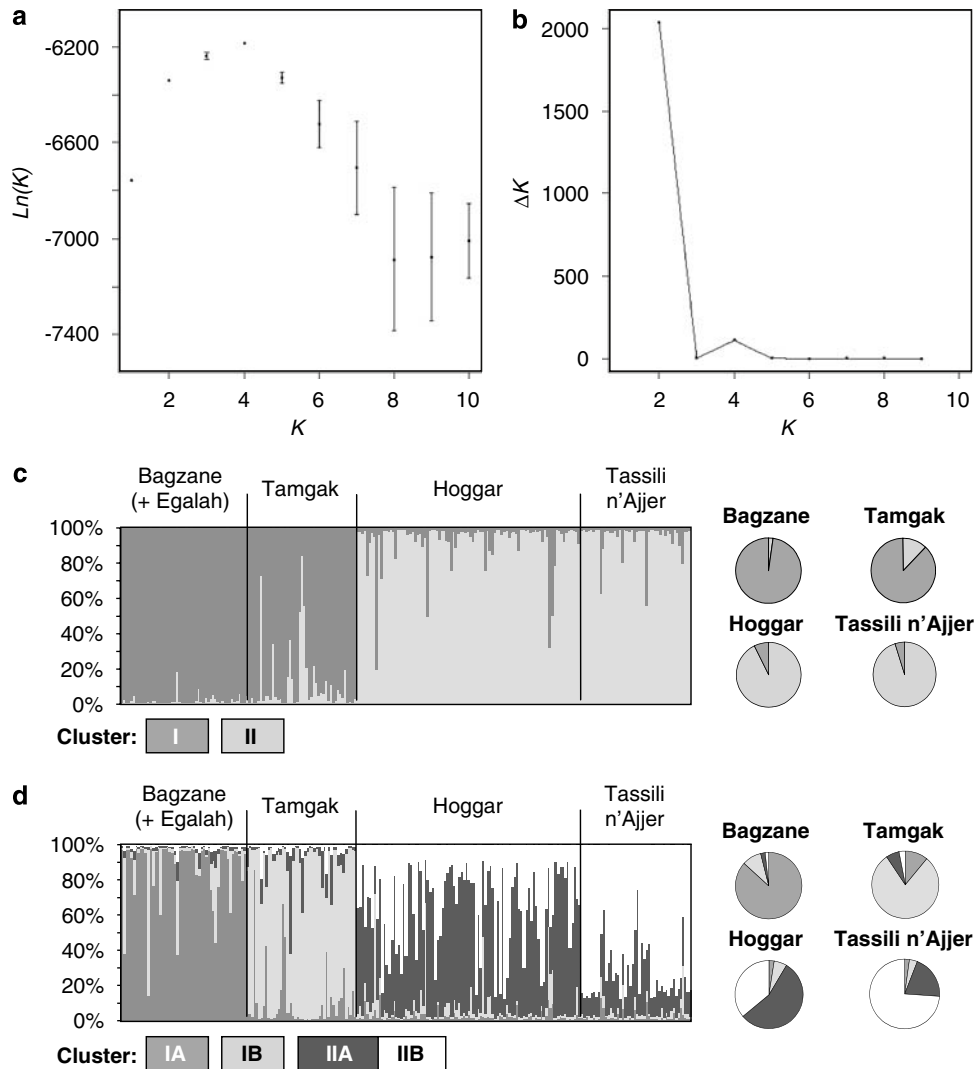 a
-6200
-6600
-7000
-7400
Ln(K)
2 4 6 8 10
K
b
2000
1500
1000
500
0
ΔK
2 4 6 8 10
K
c
Bagzane
(+ Egalah)
Tamgak
Hoggar
Tassili
n'Ajjer
100%
80%
60%
40%
20%
0%
Bagzane
Tamgak
Hoggar
Tassili n'Ajjer
Cluster: I II
d
Bagzane
(+ Egalah)
Tamgak
Hoggar
Tassili
n'Ajjer
100%
80%
60%
40%
20%
0%
Bagzane
Tamgak
Hoggar
Tassili n'Ajjer
Cluster: IA IB IIA IIB